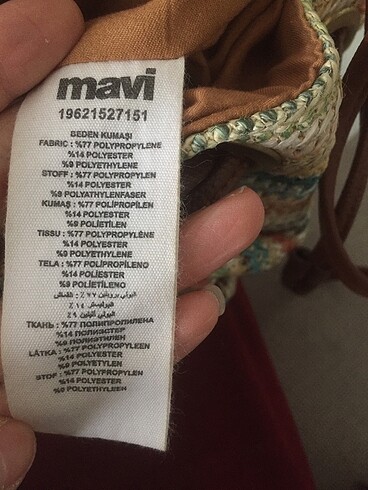 mavi
19621527151
BEDEN KUMAŞI
FABRIC : %77 POLYPROPYLENE
%14 POLYESTER
%9 POLYETHYLENE
STOFF : %77 POLYPROPYLEN
%14 POLYESTER
%9 POLYATHYLENFASER
KUMAŞ : %77 POLİPROPİLEN
%14 POLİESTER
%9 POLİETİLEN
TISSU : %77 POLYPROPYLÈNE
%14 POLYESTER
%9 POLYETHYLENE
TELA : %77 POLIPROPILENO
%14 POLIESTER
%9 POLIETILENO
ТКАНЬ : %77 ПОЛИПРОПИЛЕНА
%14 ПОЛИЭСТЕР
%9 ПОЛИЭТИЛЕН
LÁTKA : %77 POLYPROPYLEEN
%14 POLYESTER
%9 POLYETYLEN
STOF : %77 POLYPROPYLEN
%14 POLYESTER
%9 POLYETHYLEEN